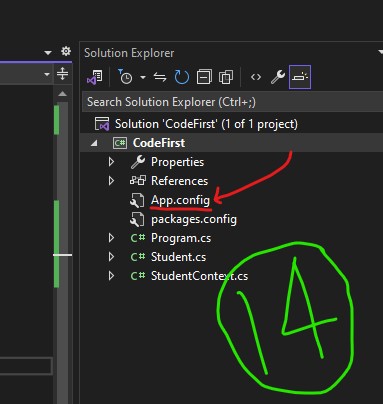 Solution Explorer
Search Solution Explorer (Ctrl+;)
Solution 'CodeFirst' (1 of 1 project)
C# CodeFirst
Properties
References
App.config
packages.config
C# Program.cs
C# Student.cs
C# StudentContext.cs
14